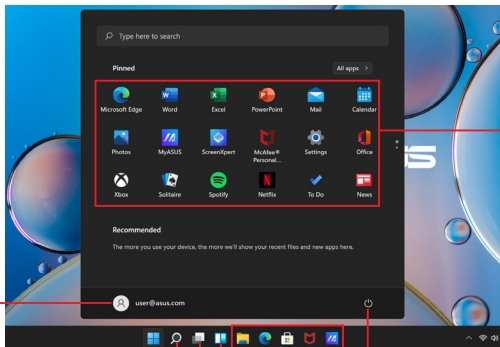 Type here to search
Pinned
All apps >
Microsoft Edge
Word
Excel
PowerPoint
Mail
Calendar
Photos
MyASUS
ScreenXpert
McAfee®
Personal...
Settings
Office
Xbox
Solitaire
Spotify
Netflix
To Do
News
Recommended
The more you use your device, the more we'll show your recent files and new apps here.
user@asus.com